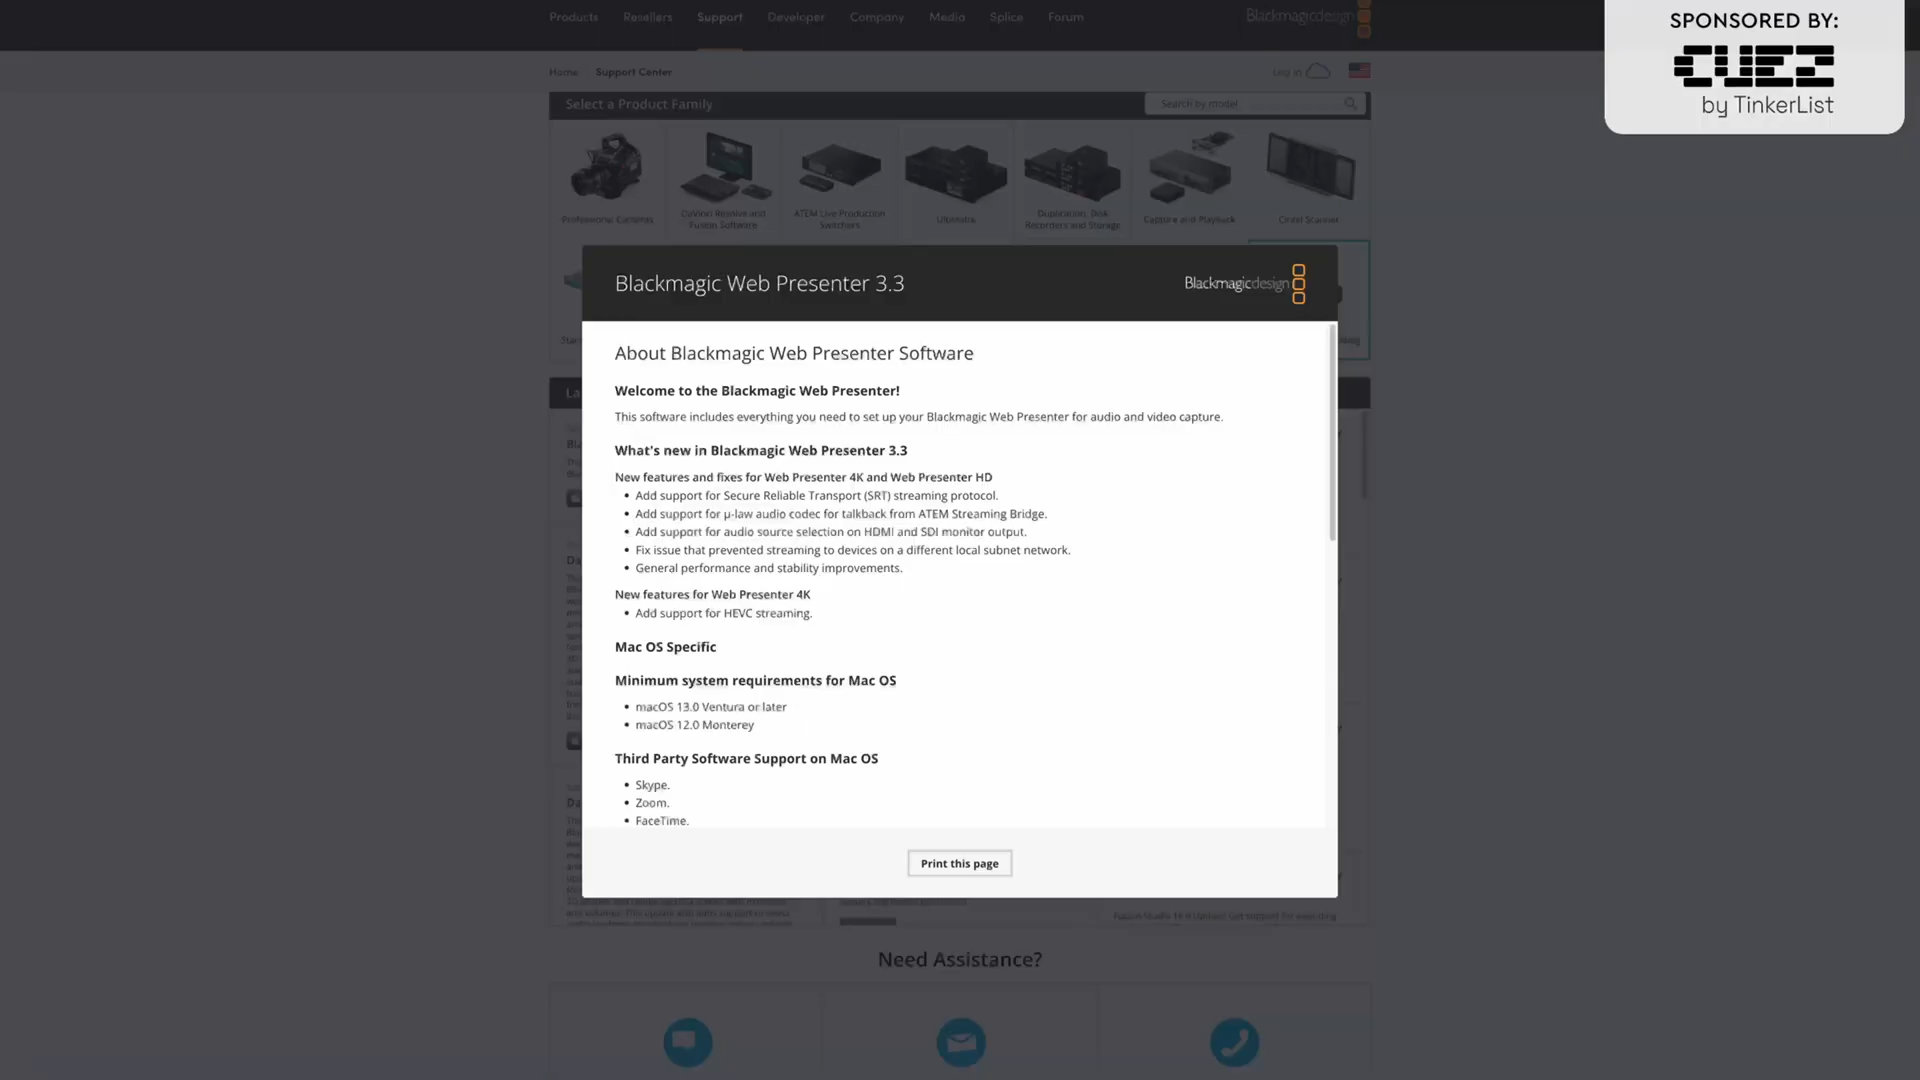 Products Resellers Support Developer Company Media Splice Forum Blackmagicdesign
SPONSORED BY:
CUEZ
by TinkerList
Home Support Center Log in
Select a Product Family Search by model
Professional Cameras
DaVinci Resolve and Fusion Software
ATEM Live Production Switchers
Ultimatte
Duplication, Disk Recorders and Storage
Capture and Playback
Cintel Scanner
Blackmagic Web Presenter 3.3
Blackmagicdesign
About Blackmagic Web Presenter Software
Welcome to the Blackmagic Web Presenter!
This software includes everything you need to set up your Blackmagic Web Presenter for audio and video capture.
What's new in Blackmagic Web Presenter 3.3
New features and fixes for Web Presenter 4K and Web Presenter HD
• Add support for Secure Reliable Transport (SRT) streaming protocol.
• Add support for μ-law audio codec for talkback from ATEM Streaming Bridge.
• Add support for audio source selection on HDMI and SDI monitor output.
• Fix issue that prevented streaming to devices on a different local subnet network.
• General performance and stability improvements.
New features for Web Presenter 4K
• Add support for HEVC streaming.
Mac OS Specific
Minimum system requirements for Mac OS
• macOS 13.0 Ventura or later
• macOS 12.0 Monterey
Third Party Software Support on Mac OS
• Skype.
• Zoom.
• FaceTime.
Print this page
Need Assistance?